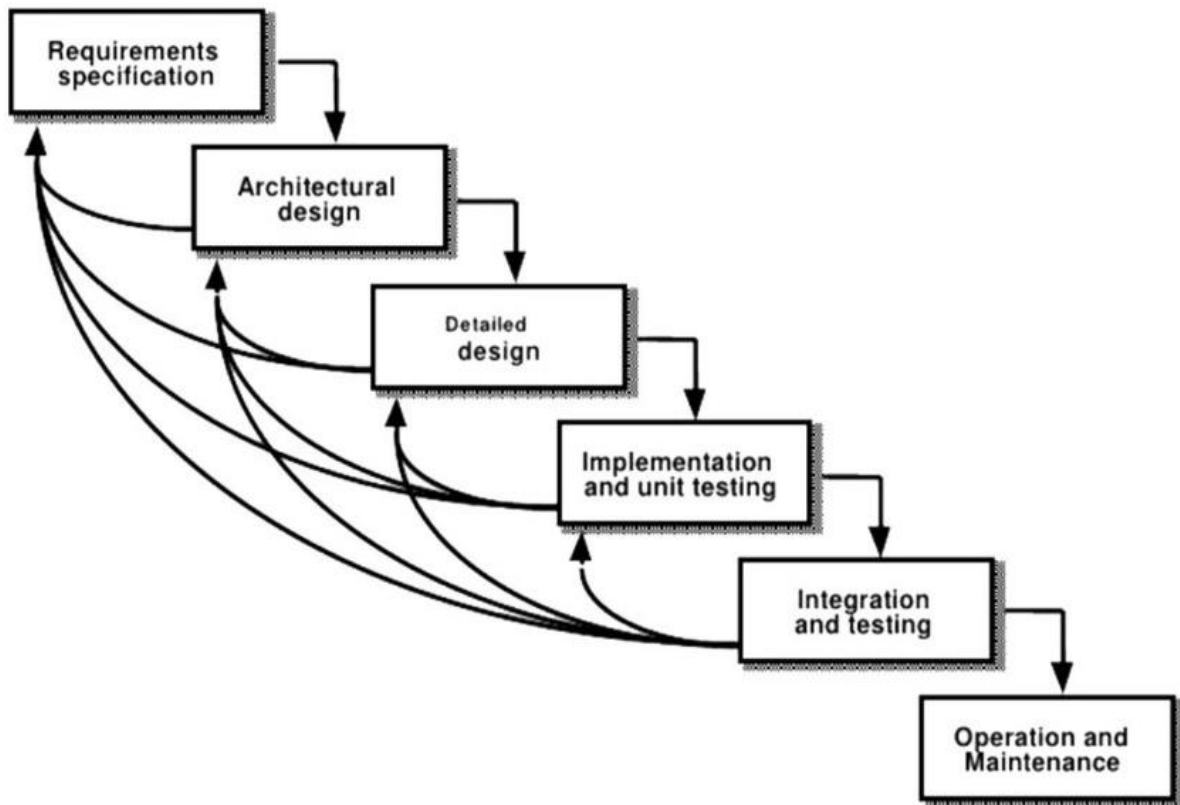 Requirements
specification
Architectural
design
Detailed
design
Implementation
and unit testing
Integration
and testing
Operation and
Maintenance